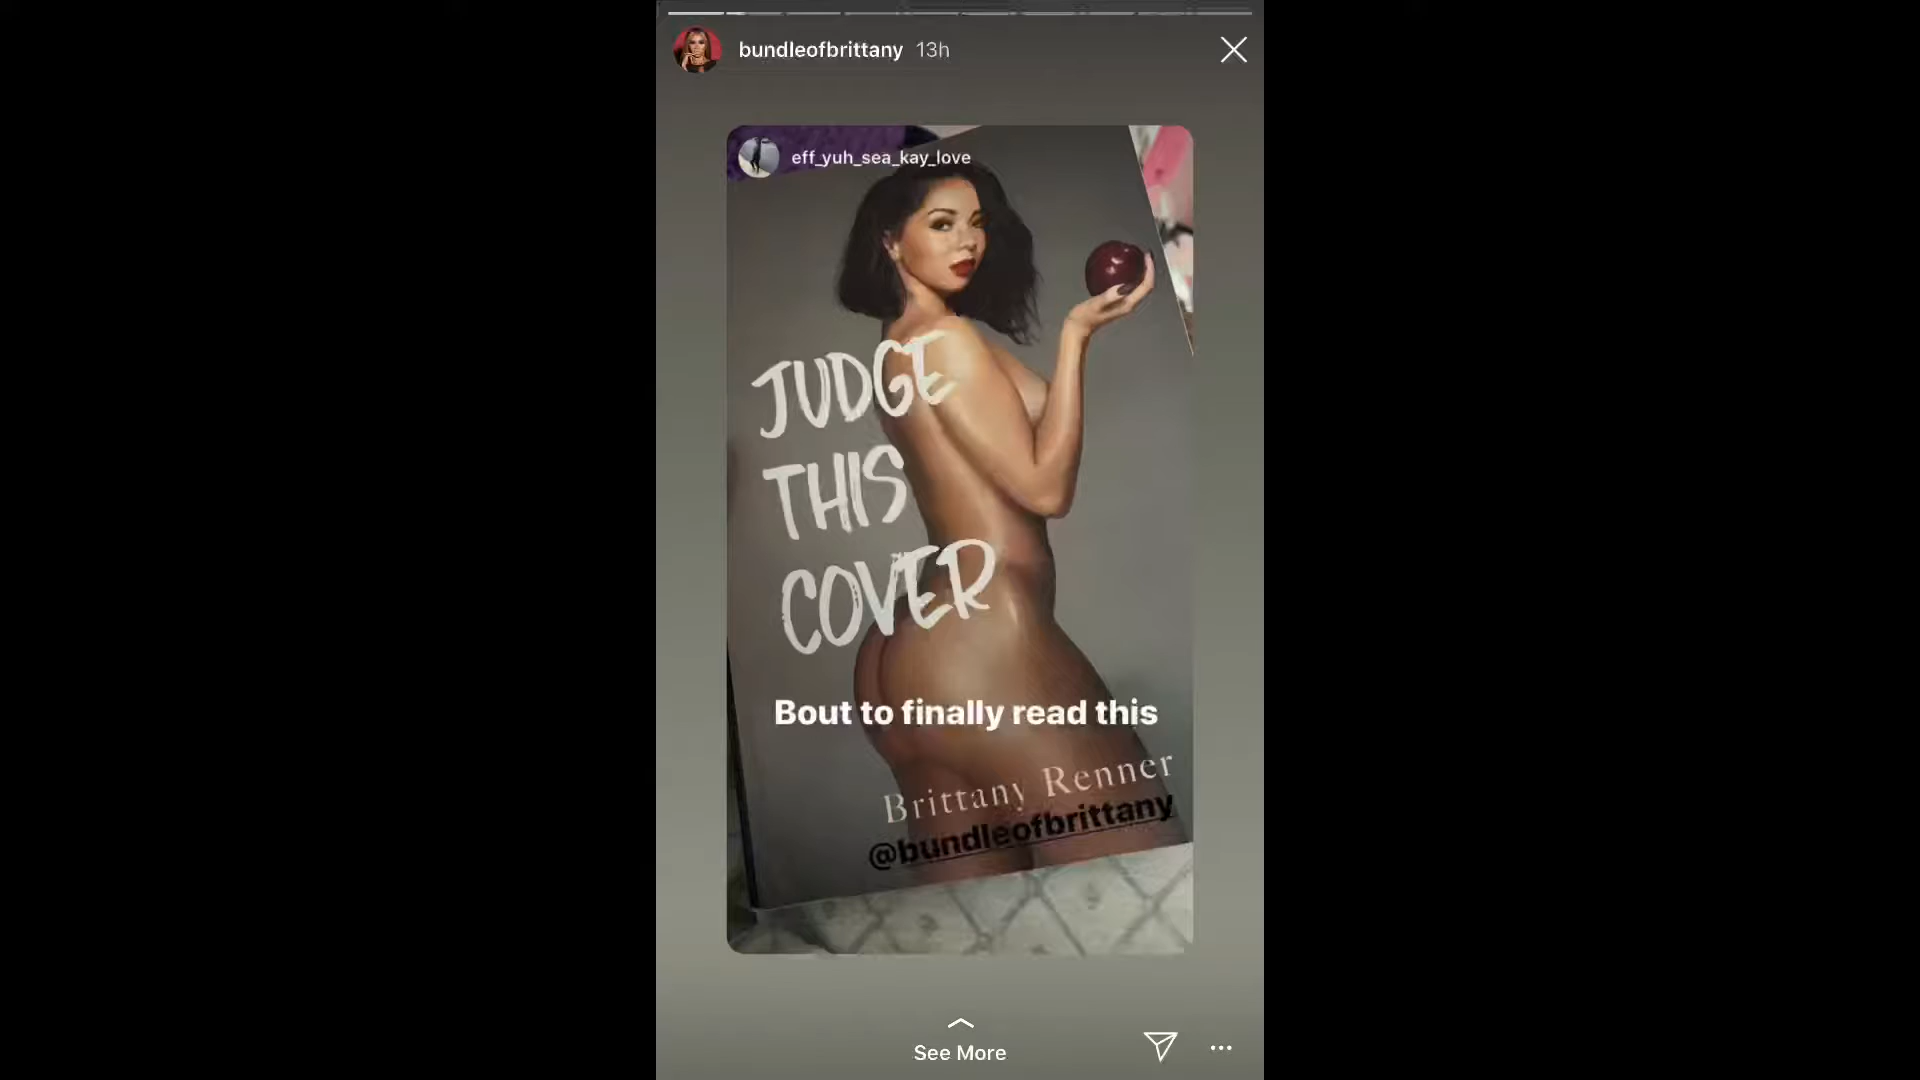 bundleofbrittany 13h
eff_yuh_sea_kay_love
JUDGE
THIS
COVER
Bout to finally read this
Brittany Renner
@bundleofbrittany
See More